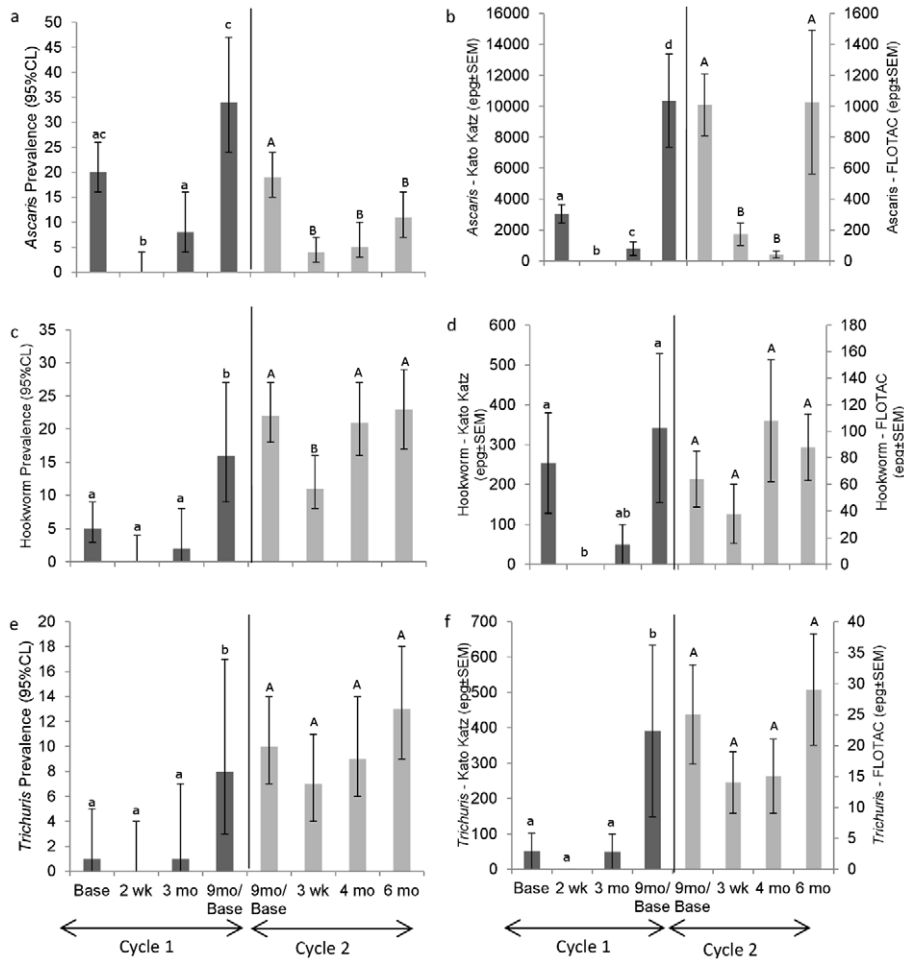 a
Ascaris Prevalence (95%CL)
50
45
40
35
30
25
20
15
10
5
0
ac
b
a
c
A
B
B
B
b
Ascaris - Kato Katz (epg±SEM)
16000
14000
12000
10000
8000
6000
4000
2000
0
a
b
c
d
A
B
B
A
1600
1400
1200
1000
800
600
400
200
0
Ascaris - FLOTAC (epg±SEM)
c
Hookworm Prevalence (95%CL)
35
30
25
20
15
10
5
0
a
a
a
b
A
B
A
A
d
Hookworm - Kato Katz
(epg±SEM)
600
500
400
300
200
100
0
a
b
ab
a
A
A
A
A
180
160
140
120
100
80
60
40
20
0
Hookworm - FLOTAC
(epg±SEM)
e
Trichuris Prevalence (95%CL)
20
18
16
14
12
10
8
6
4
2
0
a
a
a
b
A
A
A
A
Base 2 wk 3 mo 9mo/ 9mo/ 3 wk 4 mo 6 mo
Base Base
Cycle 1 Cycle 2
f
Trichuris - Kato Katz (epg±SEM)
700
600
500
400
300
200
100
0
a
a
a
b
A
A
A
A
40
35
30
25
20
15
10
5
0
Trichuris - FLOTAC (epg±SEM)
Base 2 wk 3 mo 9mo/ 9mo/ 3 wk 4 mo 6 mo
Base Base
Cycle 1 Cycle 2